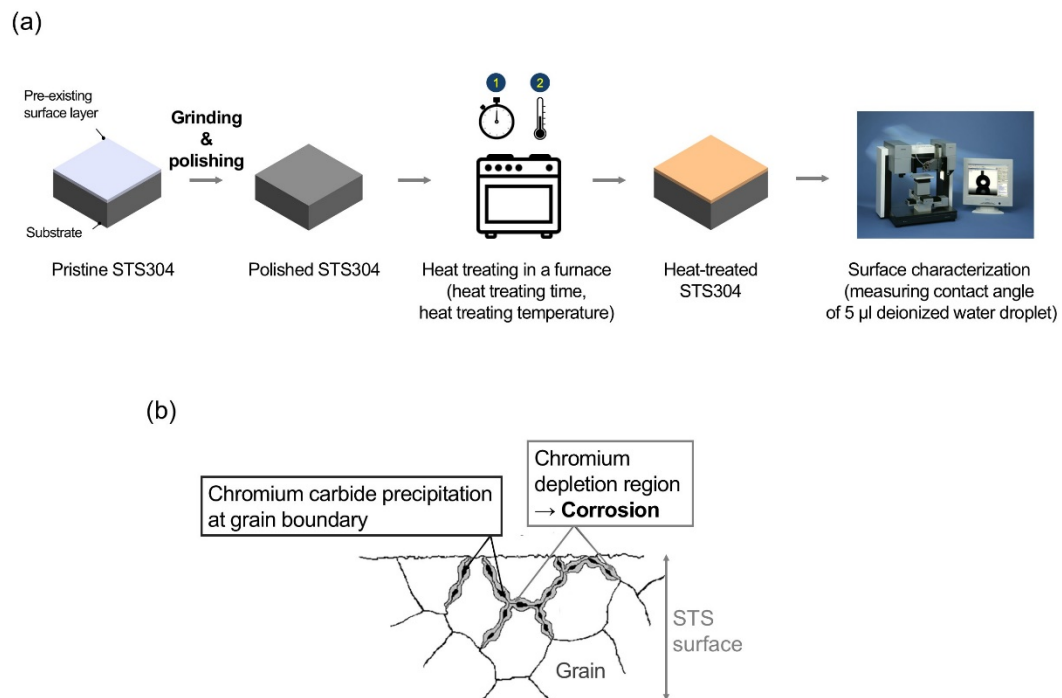 (a)
Pre-existing
surface layer
Grinding
&
polishing
1
2
Substrate
Pristine STS304
Polished STS304
Heat treating in a furnace
(heat treating time,
heat treating temperature)
Heat-treated
STS304
Surface characterization
(measuring contact angle
of 5 µl deionized water droplet)
(b)
Chromium carbide precipitation
at grain boundary
Chromium
depletion region
→ Corrosion
STS
surface
Grain